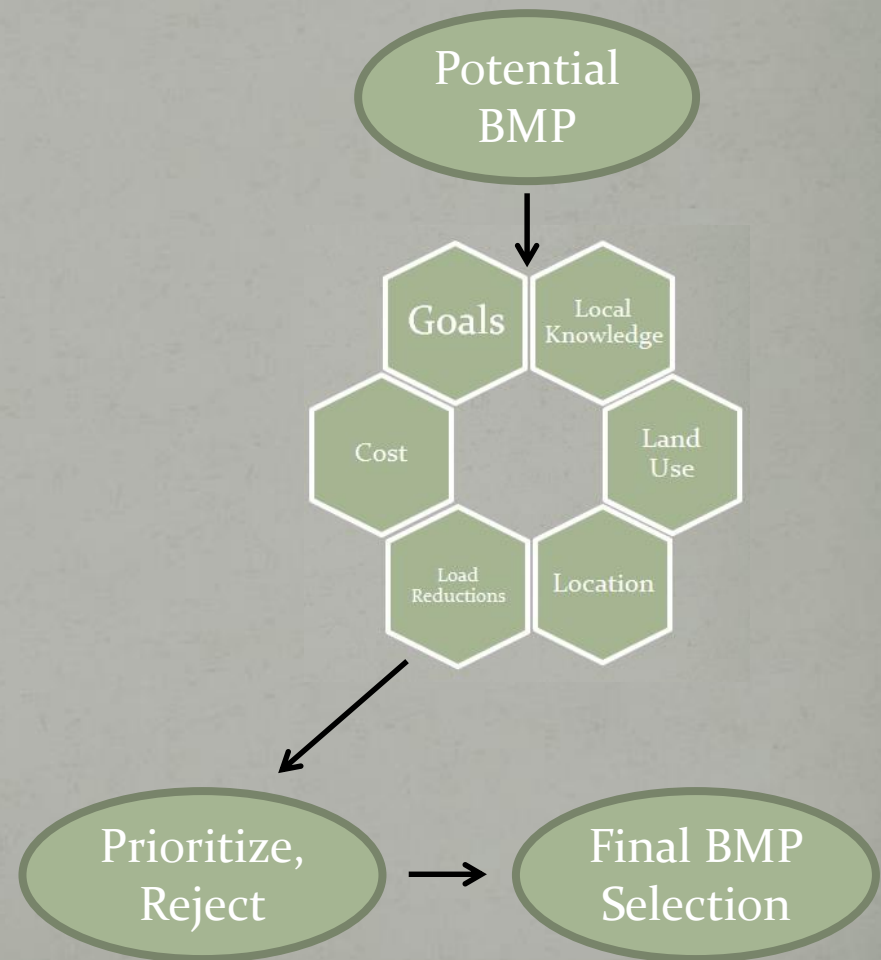 Potential
BMP
Goals
Local
Knowledge
Cost
Land
Use
Load
Reductions
Location
Prioritize,
Reject
Final BMP
Selection